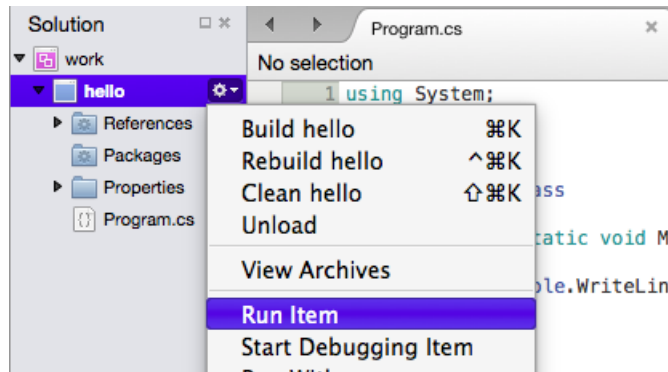 Solution
Program.cs
work
No selection
hello
1 using System;
References
Build hello ⌘K
Packages
Rebuild hello ^⌘K
Properties
Clean hello ⇧⌘K
ass
Program.cs
Unload
tatic void M
View Archives
ole.WriteLin
Run Item
Start Debugging Item